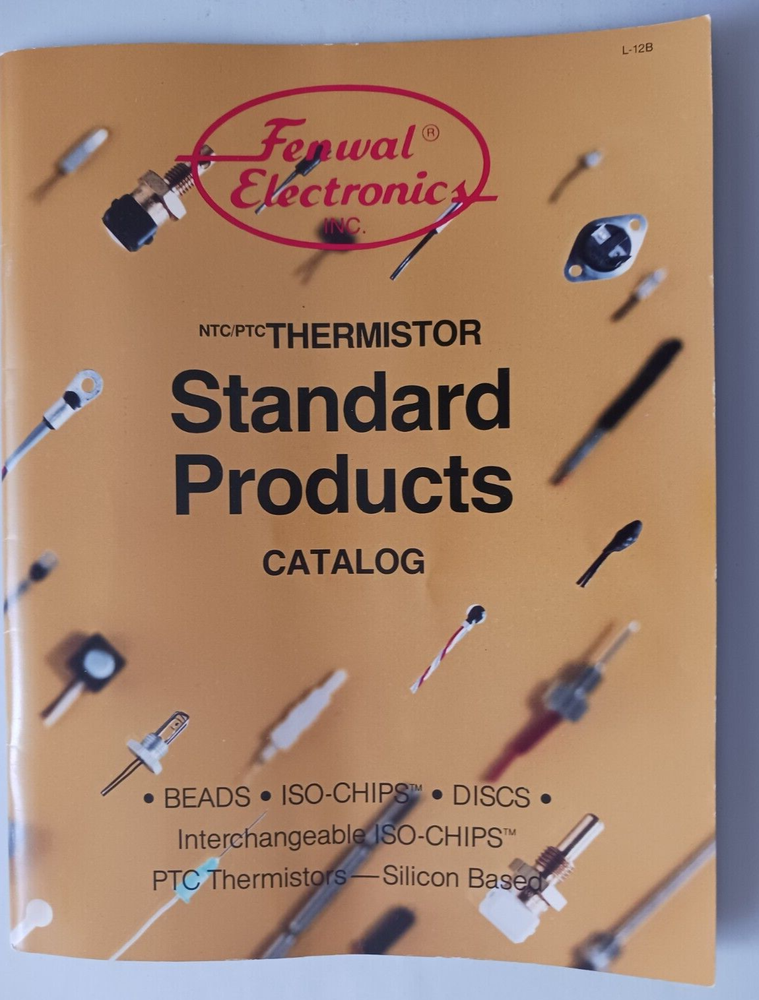 L-12B
Fenwal ®
Electronics
INC.
NTC/PTC THERMISTOR
Standard
Products
CATALOG
• BEADS • ISO-CHIPS™ • DISCS •
Interchangeable ISO-CHIPS™
PTC Thermistors—Silicon Based